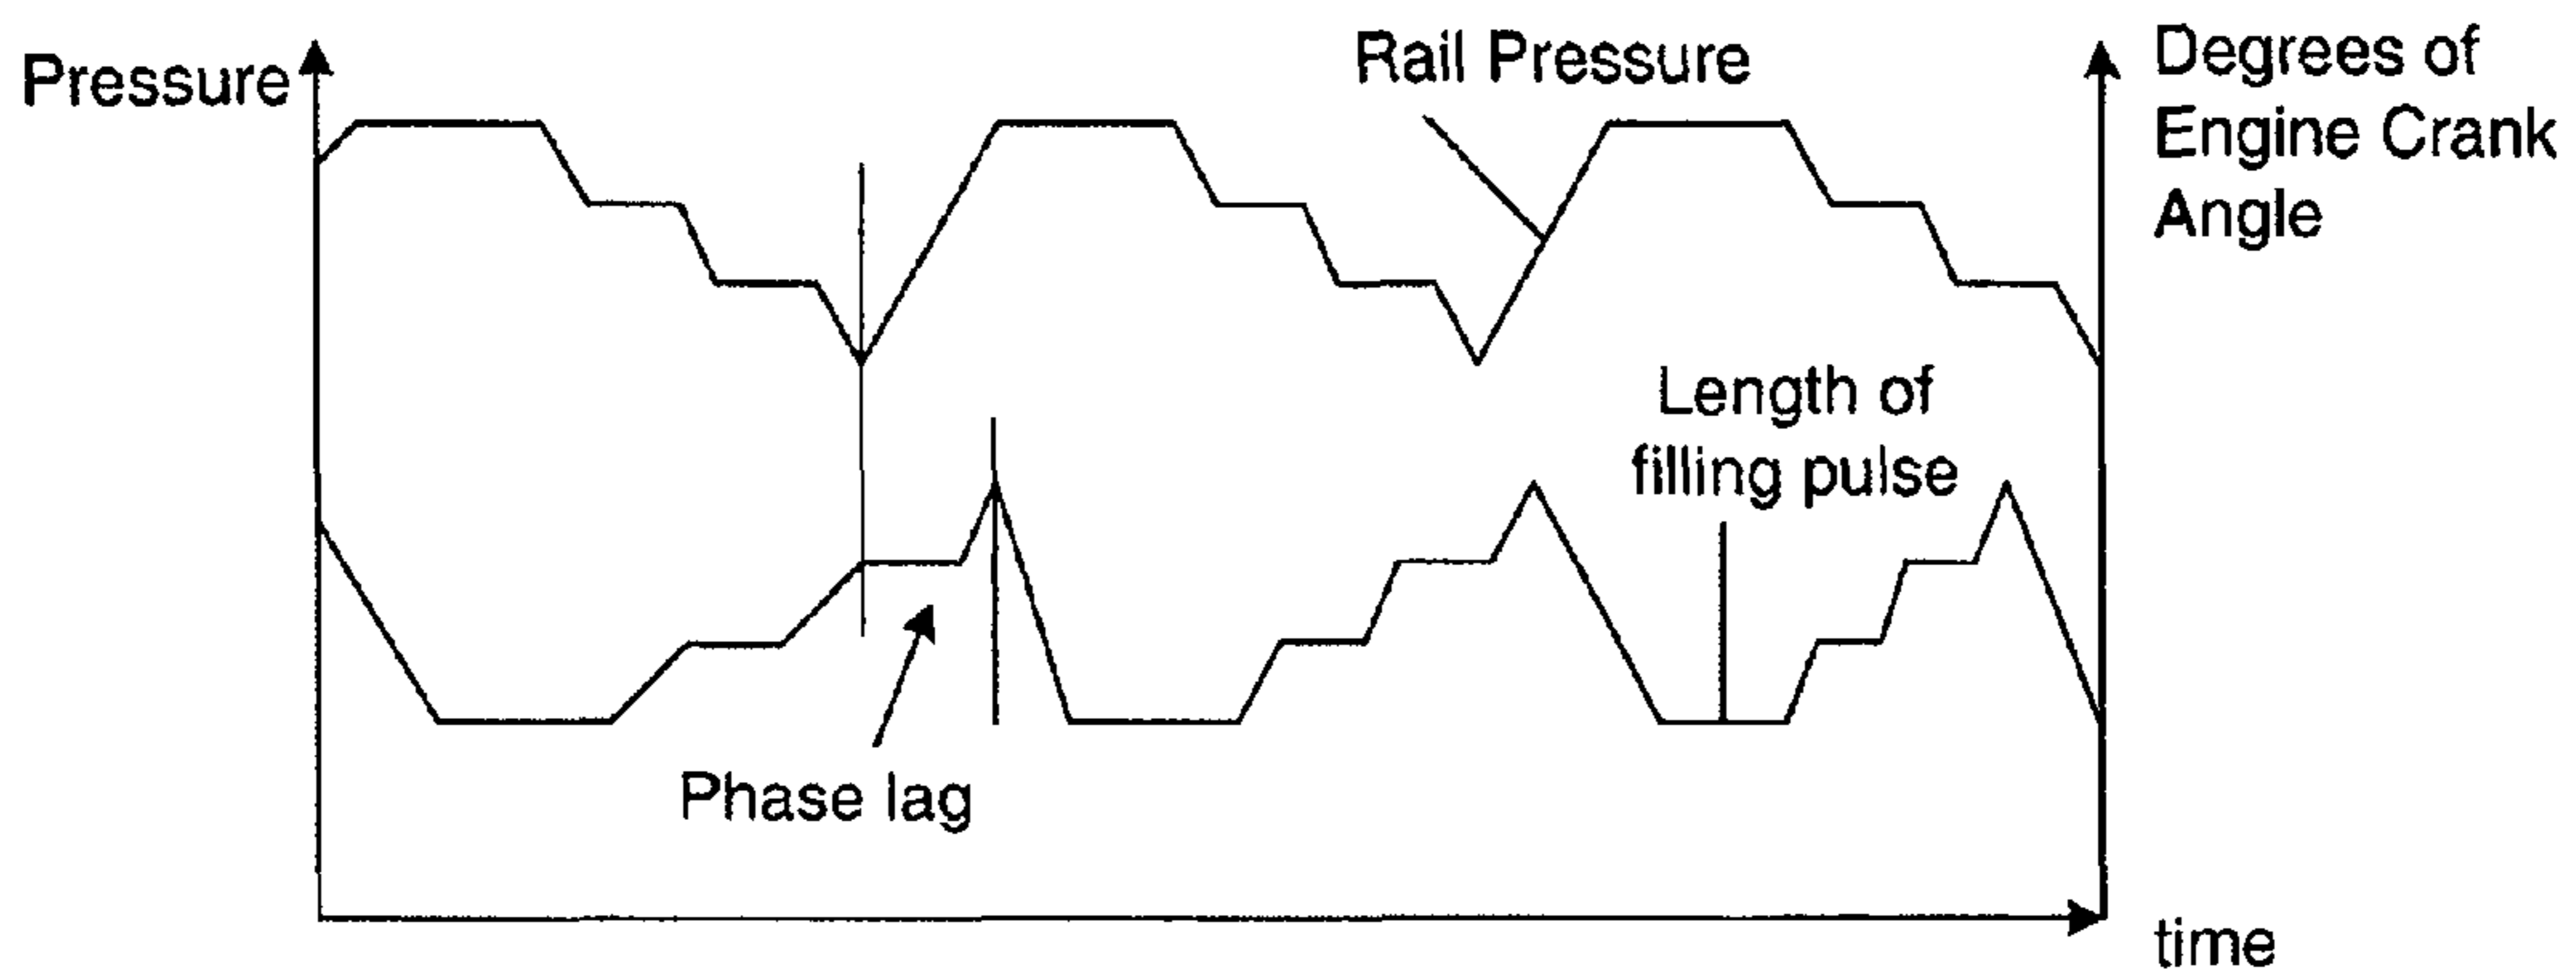 Pressure
Rail Pressure
Degrees of
Engine Crank
Angle
Length of
filling pulse
Phase lag
time